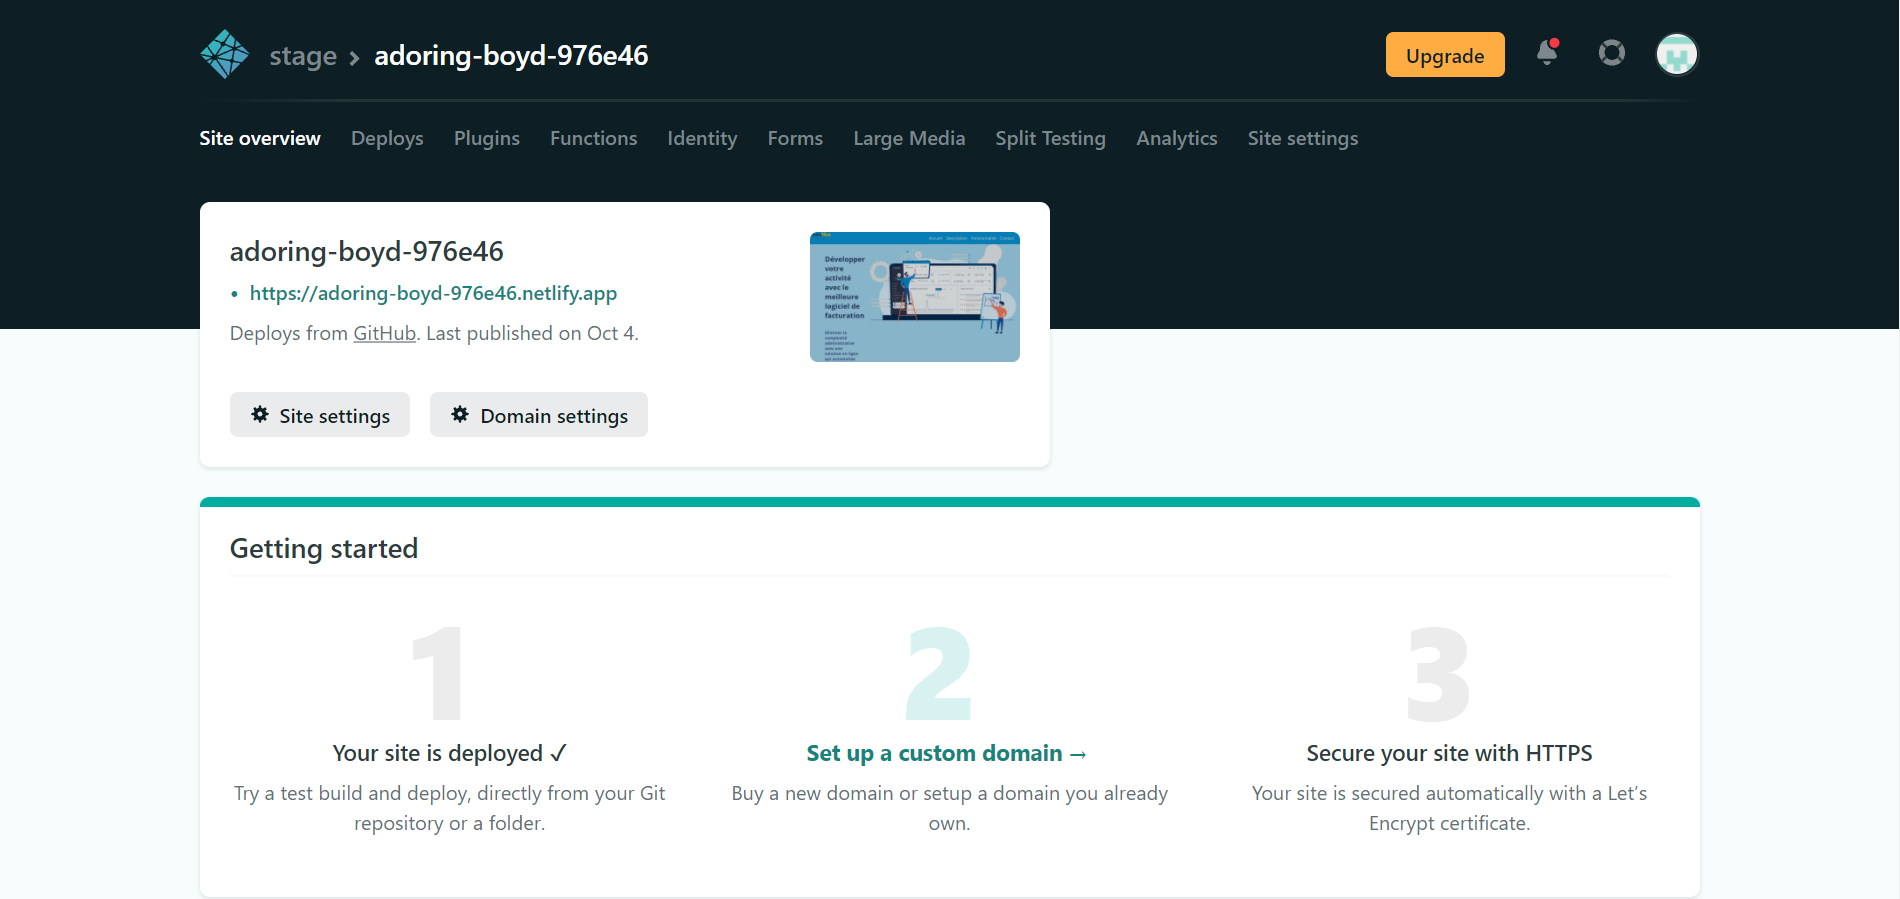 stage > adoring-boyd-976e46
Upgrade
Site overview Deploys Plugins Functions Identity Forms Large Media Split Testing Analytics Site settings
adoring-boyd-976e46
• https://adoring-boyd-976e46.netlify.app
Deploys from GitHub. Last published on Oct 4.
Développer
votre
activité
avec le
meilleure
logiciel de
facturation
Site settings Domain settings
Getting started
1
Your site is deployed ✓
Try a test build and deploy, directly from your Git
repository or a folder.
2
Set up a custom domain →
Buy a new domain or setup a domain you already
own.
3
Secure your site with HTTPS
Your site is secured automatically with a Let’s
Encrypt certificate.